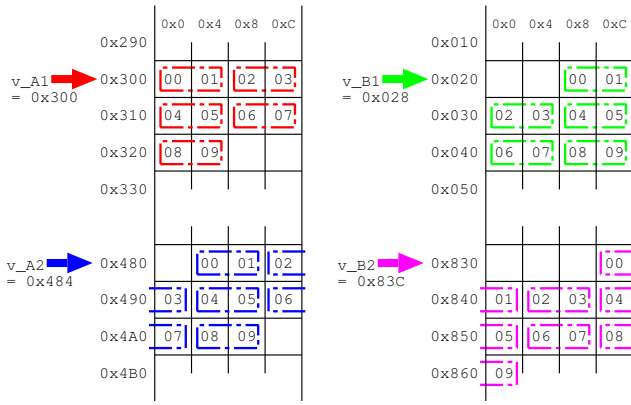 0x0 0x4 0x8 0xC
0x290
v_A1 0x300 00 01 02 03
= 0x300
0x310 04 05 06 07
0x320 08 09
0x330
0x0 0x4 0x8 0xC
0x010
v_B1 0x020 00 01
= 0x028
0x030 02 03 04 05
0x040 06 07 08 09
0x050
v_A2 0x480 00 01 02
= 0x484
0x490 03 04 05 06
0x4A0 07 08 09
0x4B0
v_B2 0x830 00
= 0x83C
0x840 01 02 03 04
0x850 05 06 07 08
0x860 09